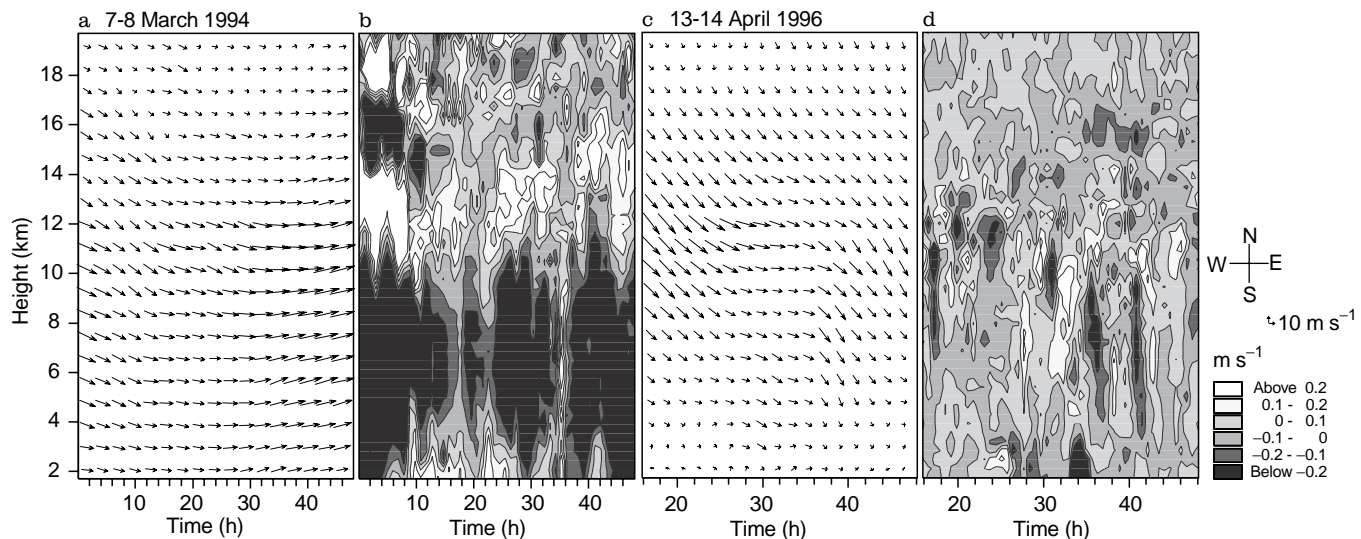 a 7-8 March 1994
b
c 13-14 April 1996
d
Height (km)
18
16
14
12
10
8
6
4
2
10 20 30 40
Time (h)
10 20 30 40
Time (h)
20 30 40
Time (h)
20 30 40
Time (h)
N
W E
S
10 m s⁻¹
m s⁻¹
Above 0.2
0.1 - 0.2
0 - 0.1
−0.1 - 0
−0.2 - −0.1
Below −0.2